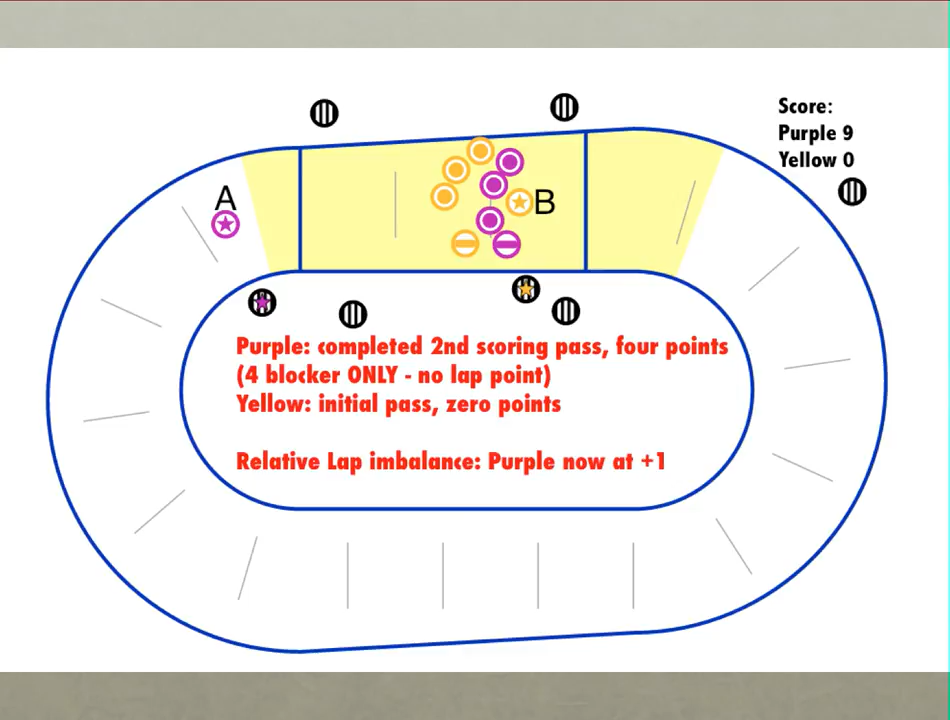 Score:
Purple 9
Yellow 0
A
B
Purple: completed 2nd scoring pass, four points
(4 blocker ONLY - no lap point)
Yellow: initial pass, zero points
Relative Lap imbalance: Purple now at +1